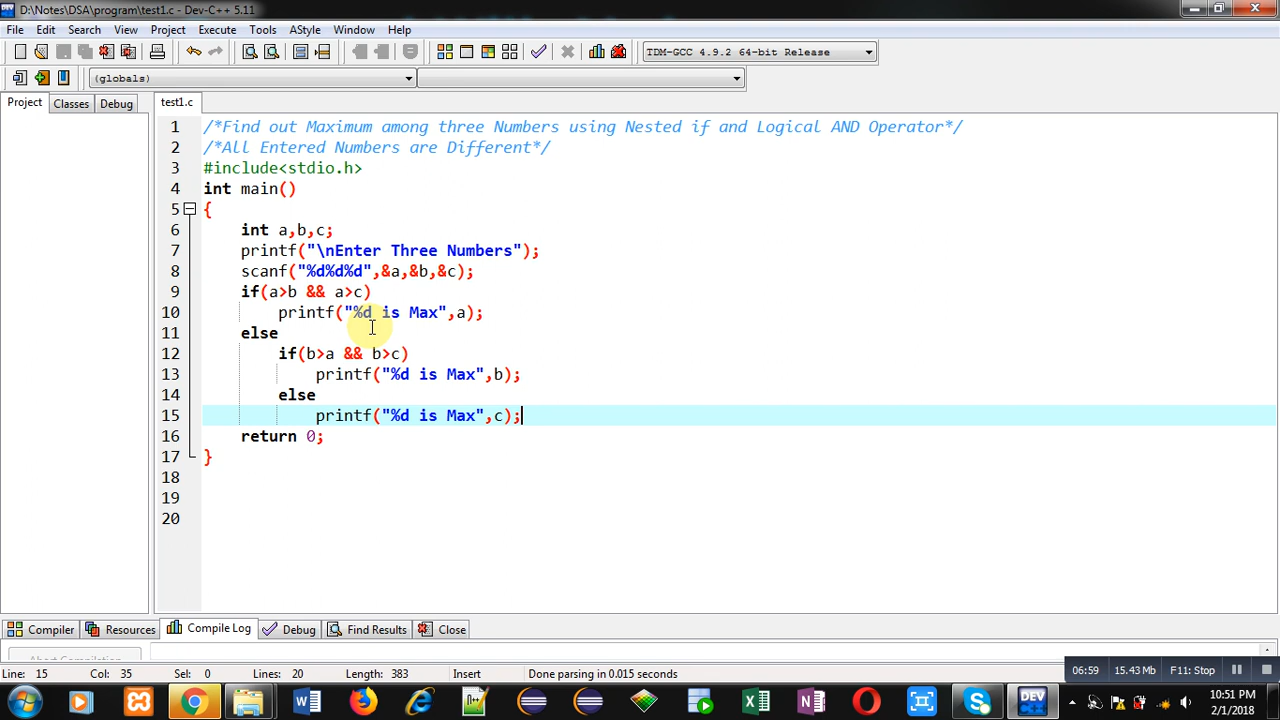 D:\Notes\DSA\program\test1.c - Dev-C++ 5.11
File Edit Search View Project Execute Tools AStyle Window Help
TDM-GCC 4.9.2 64-bit Release
(globals)
Project Classes Debug test1.c
1 /*Find out Maximum among three Numbers using Nested if and Logical AND Operator*/
2 /*All Entered Numbers are Different*/
3 #include<stdio.h>
4 int main()
5 {
6 int a,b,c;
7 printf("\nEnter Three Numbers");
8 scanf("%d%d%d",&a,&b,&c);
9 if(a>b && a>c)
10 printf("%d is Max",a);
11 else
12 if(b>a && b>c)
13 printf("%d is Max",b);
14 else
15 printf("%d is Max",c);
16 return 0;
17 }
18
19
20
Compiler Resources Compile Log Debug Find Results Close
Abort Compilation
Line: 15 Col: 35 Sel: 0 Lines: 20 Length: 383 Insert Done parsing in 0.015 seconds
06:59 15.43 Mb F11: Stop
DEV
10:51 PM
2/1/2018